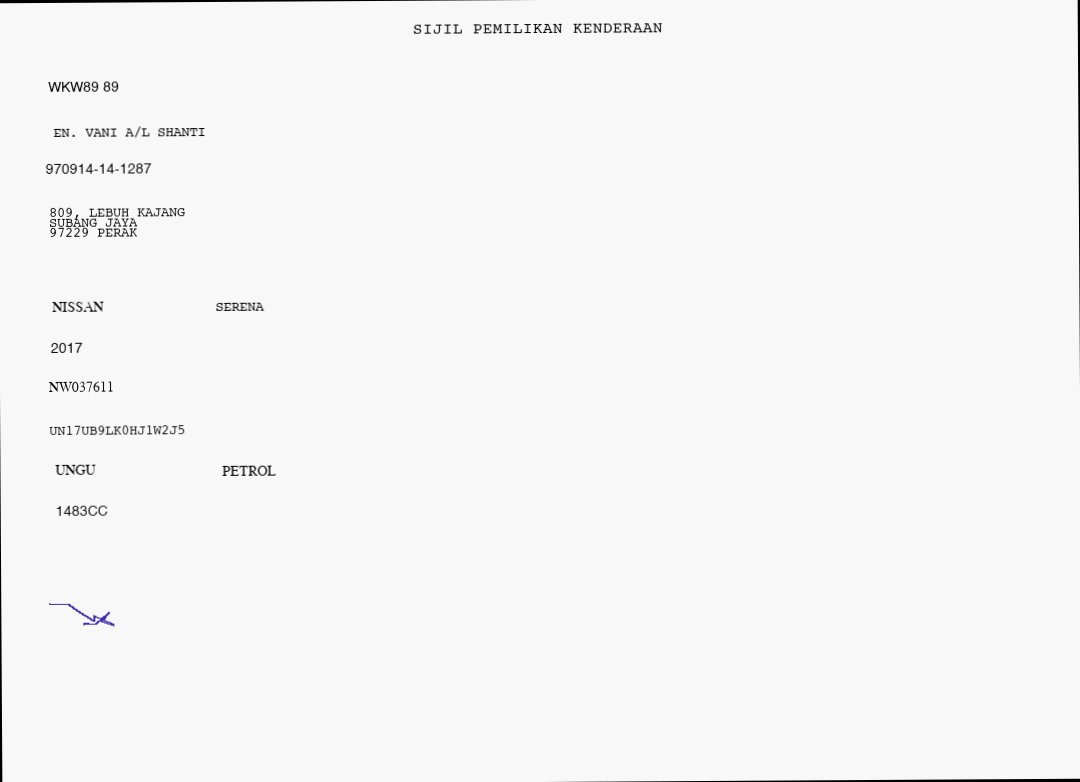 SIJIL PEMILIKAN KENDERAAN
WKW89 89
EN. VANI A/L SHANTI
970914-14-1287
809, LEBUH KAJANG
SUBANG JAYA
97229 PERAK
NISSAN SERENA
2017
NW037611
UN17UB9LK0HJ1W2J5
UNGU PETROL
1483CC